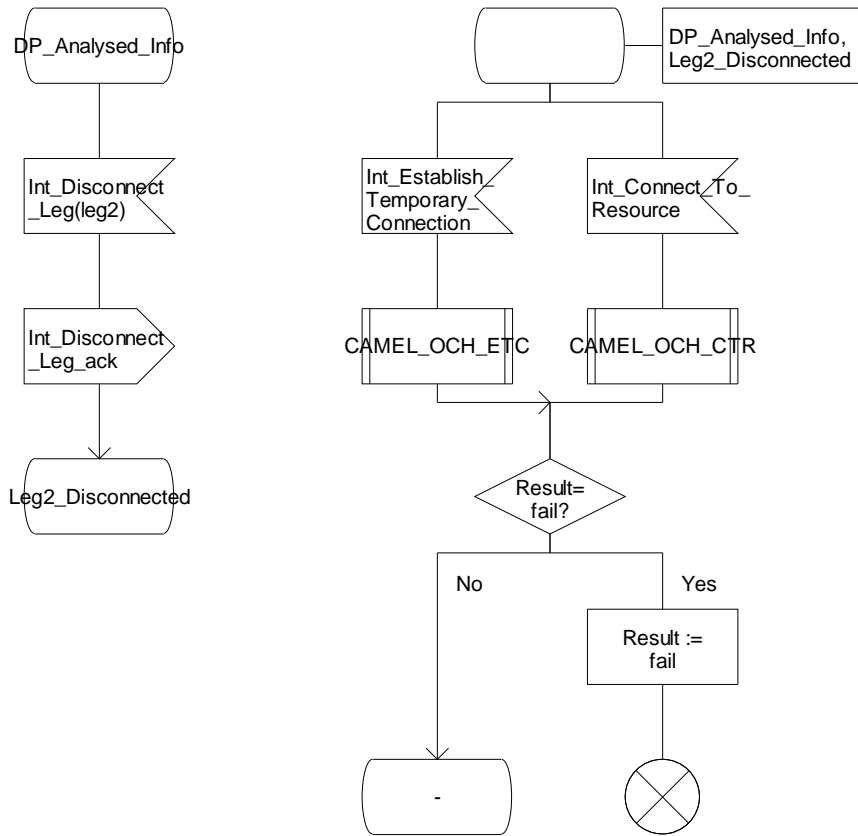 DP_Analysed_Info
Int_Disconnect
_Leg(leg2)
Int_Disconnect
_Leg_ack
Leg2_Disconnected
DP_Analysed_Info,
Leg2_Disconnected
Int_Establish_
Temporary_
Connection
Int_Connect_To_
Resource
CAMEL_OCH_ETC
CAMEL_OCH_CTR
Result=
fail?
No
Yes
Result :=
fail
-